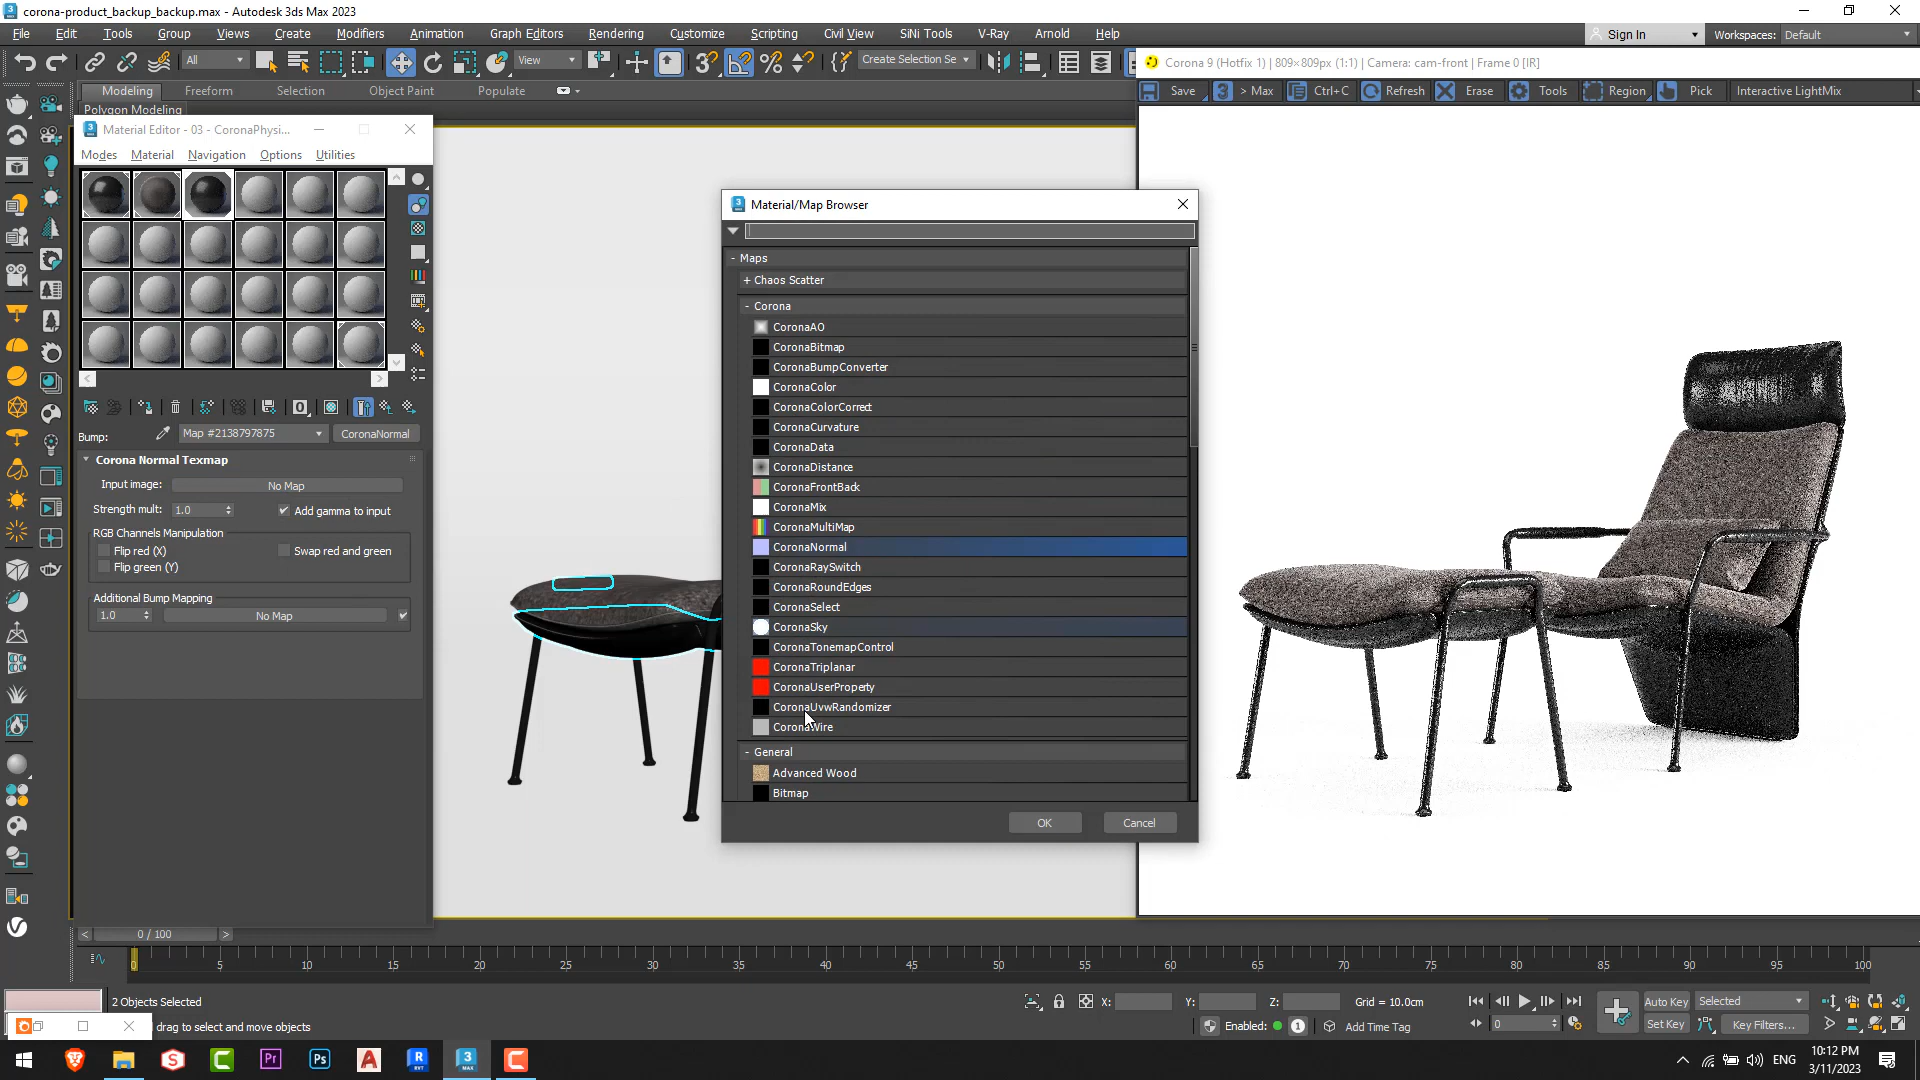 corona-product_backup_backup.max - Autodesk 3ds Max 2023
File Edit Tools Group Views Create Modifiers Animation Graph Editors Rendering Customize Scripting Civil View SiNi Tools V-Ray Arnold Help
Sign In Workspaces: Default
All View Create Selection Se
Corona 9 (Hotfix 1) | 809×809px (1:1) | Camera: cam-front | Frame 0 [IR]
Modeling Freeform Selection Object Paint Populate
Save > Max Ctrl+C Refresh Erase Tools Region Pick Interactive LightMix
Polygon Modeling
Material Editor - 03 - CoronaPhysi...
Modes Material Navigation Options Utilities
Bump: Map #2138797875 CoronaNormal
Corona Normal Texmap
Input image: No Map
Strength mult: 1.0 Add gamma to input
RGB Channels Manipulation
Flip red (X) Swap red and green
Flip green (Y)
Additional Bump Mapping
1.0 No Map
Material/Map Browser
- Maps
+ Chaos Scatter
- Corona
CoronaAO
CoronaBitmap
CoronaBumpConverter
CoronaColor
CoronaColorCorrect
CoronaCurvature
CoronaData
CoronaDistance
CoronaFrontBack
CoronaMix
CoronaMultiMap
CoronaNormal
CoronaRaySwitch
CoronaRoundEdges
CoronaSelect
CoronaSky
CoronaTonemapControl
CoronaTriplanar
CoronaUserProperty
CoronaUvwRandomizer
CoronaWire
- General
Advanced Wood
Bitmap
OK Cancel
< 0 / 100 >
0 5 10 15 20 25 30 35 40 45 50 55 60 65 70 75 80 85 90 95 100
2 Objects Selected X: Y: Z: Grid = 10.0cm Auto Key Selected
drag to select and move objects Enabled: 1 Add Time Tag 0 Set Key Key Filters...
ENG 10:12 PM
3/11/2023